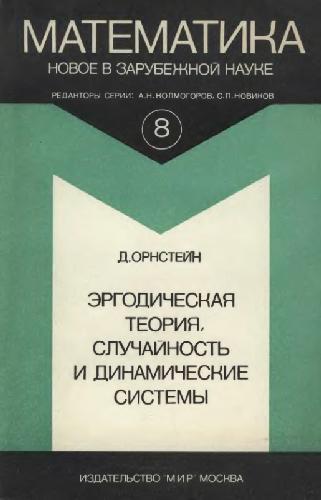 МАТЕМАТИКА
НОВОЕ В ЗАРУБЕЖНОЙ НАУКЕ
РЕДАКТОРЫ СЕРИИ: А.Н. КОЛМОГОРОВ, С.П. НОВИКОВ
8
Д. ОРНСТЕЙН
ЭРГОДИЧЕСКАЯ
ТЕОРИЯ,
СЛУЧАЙНОСТЬ
И ДИНАМИЧЕСКИЕ
СИСТЕМЫ
ИЗДАТЕЛЬСТВО "МИР" МОСКВА